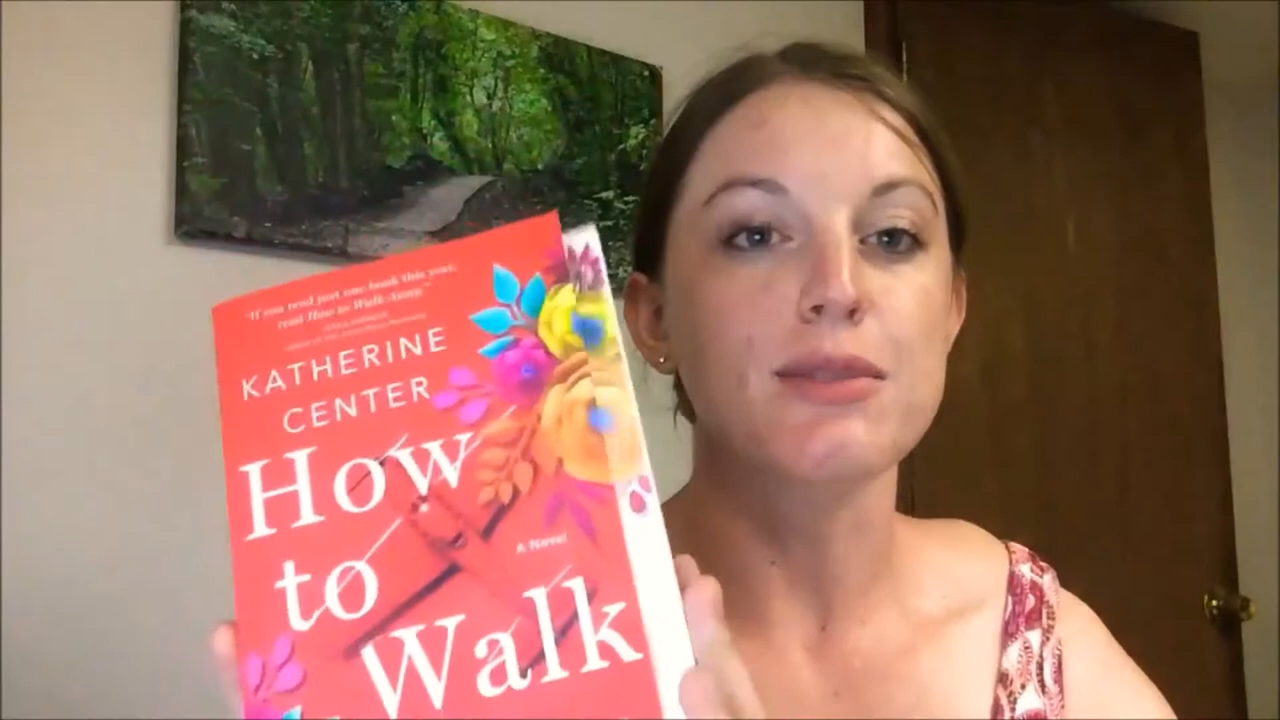 "If you read just one book this year,
read How to Walk Away."
KATHERINE
CENTER
How
to
A Novel
Walk